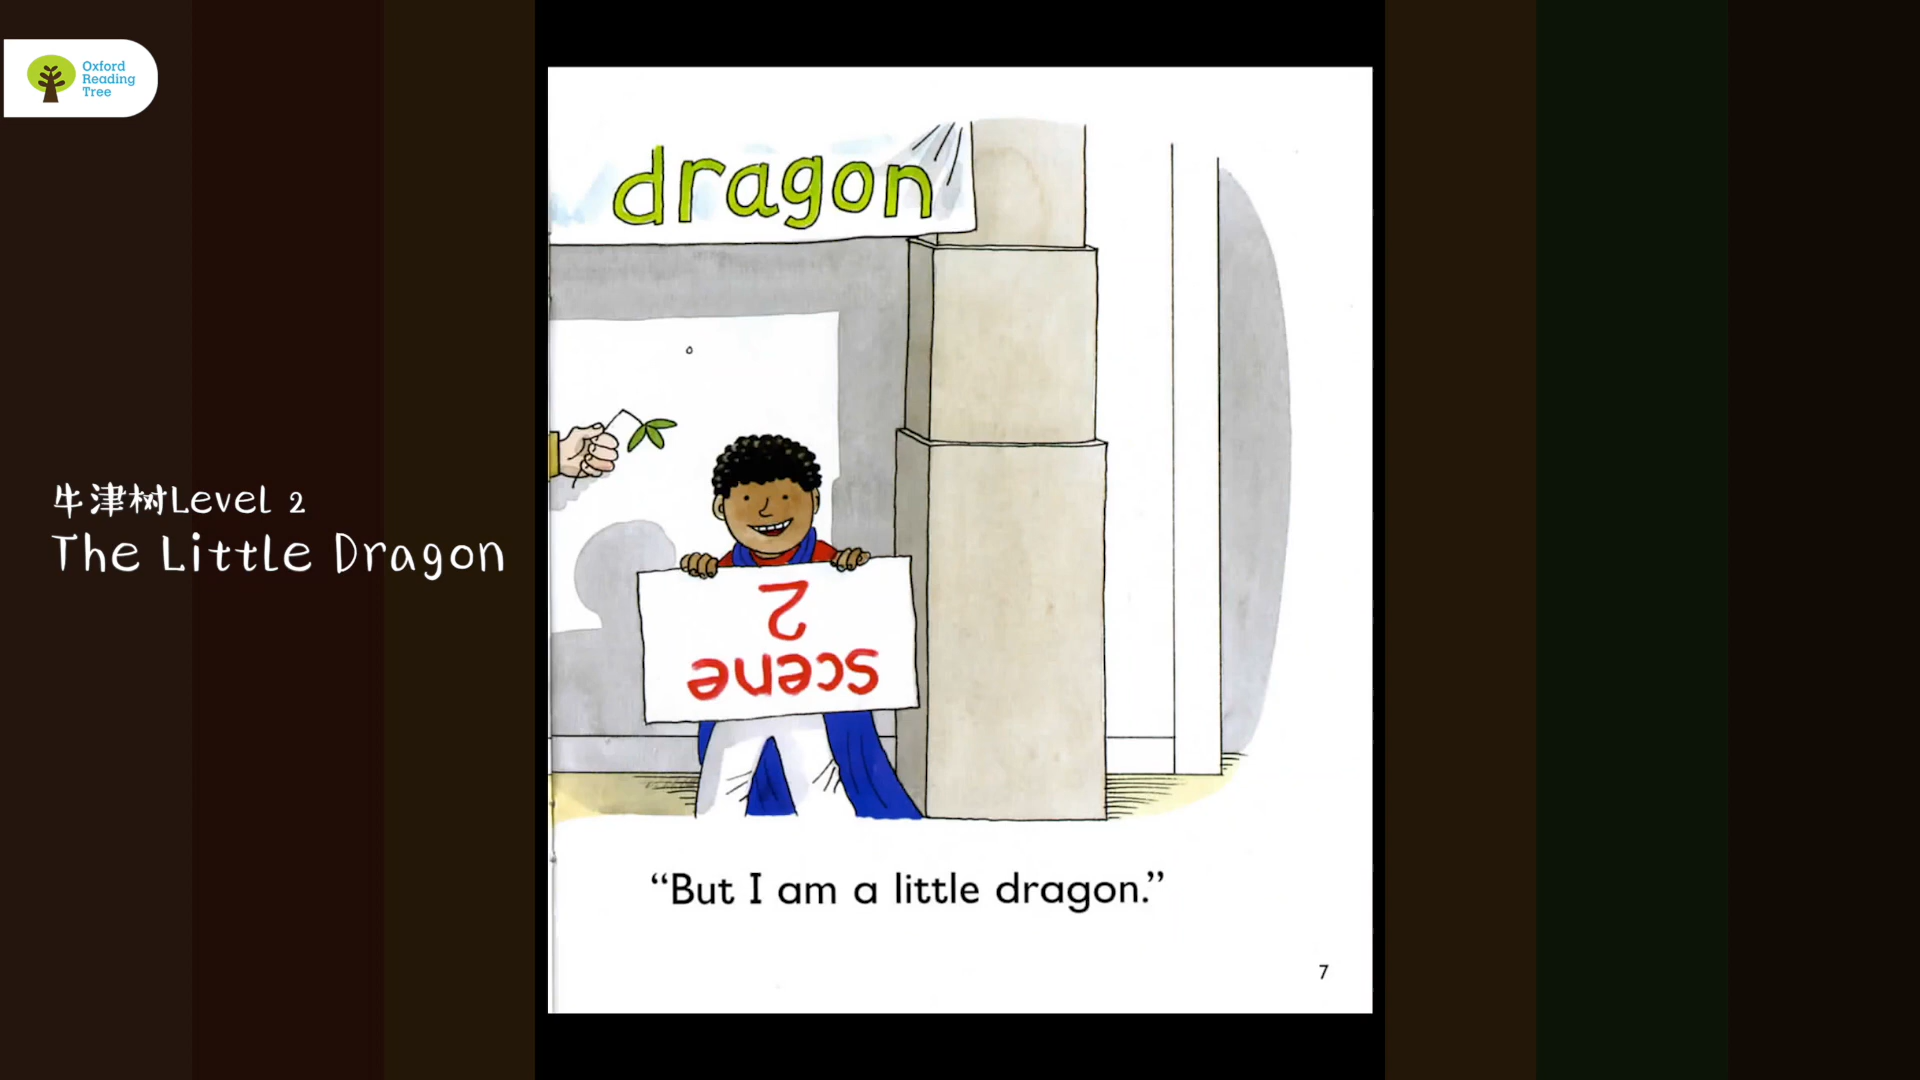 Oxford
Reading
Tree
牛津树Level 2
The Little Dragon
dragon
scene
2
“But I am a little dragon.”
7